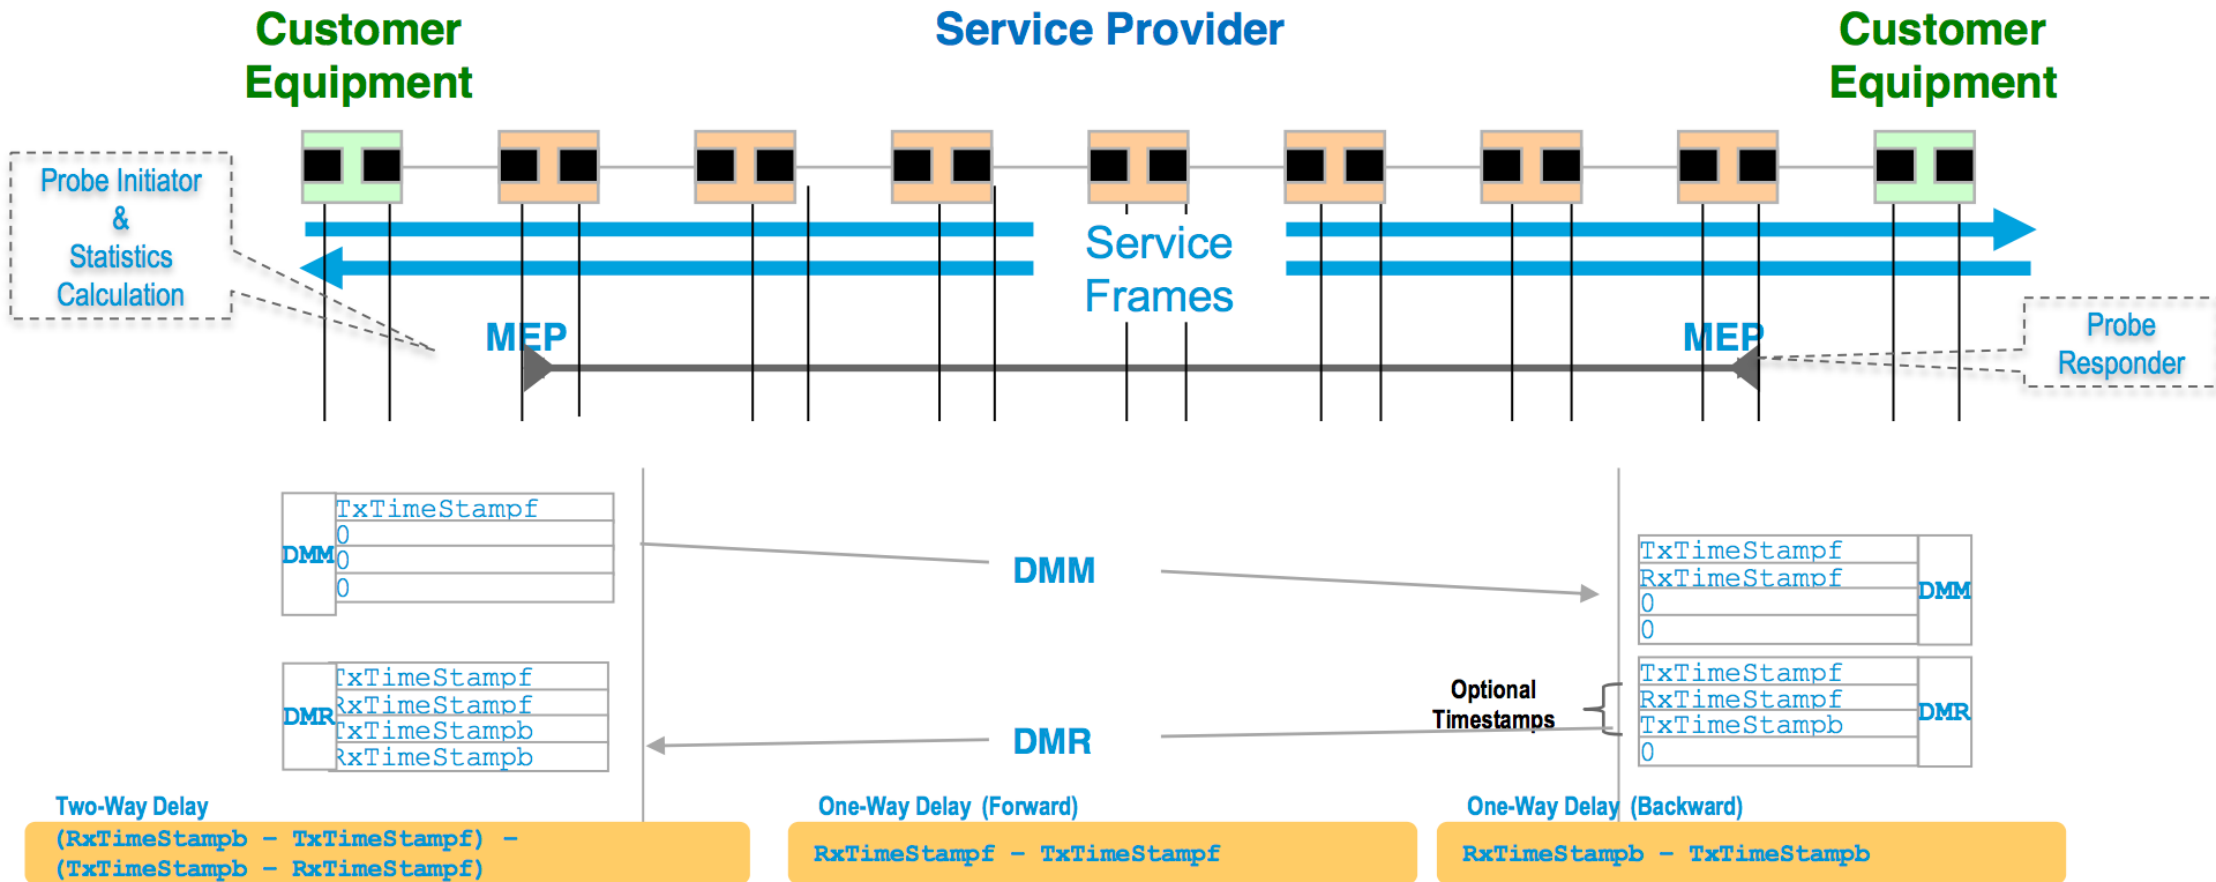 Customer
Equipment
Service Provider
Customer
Equipment
Probe Initiator
&
Statistics
Calculation
Service
Frames
MEP
MEP
Probe
Responder
DMM
TxTimeStampf
0
0
0
DMM
TxTimeStampf
RxTimeStampf
0
0
DMM
DMR
TxTimeStampf
RxTimeStampf
TxTimeStampb
RxTimeStampb
DMR
Optional
Timestamps
TxTimeStampf
RxTimeStampf
TxTimeStampb
0
DMR
Two-Way Delay
(RxTimeStampb – TxTimeStampf) –
(TxTimeStampb – RxTimeStampf)
One-Way Delay (Forward)
RxTimeStampf – TxTimeStampf
One-Way Delay (Backward)
RxTimeStampb – TxTimeStampb